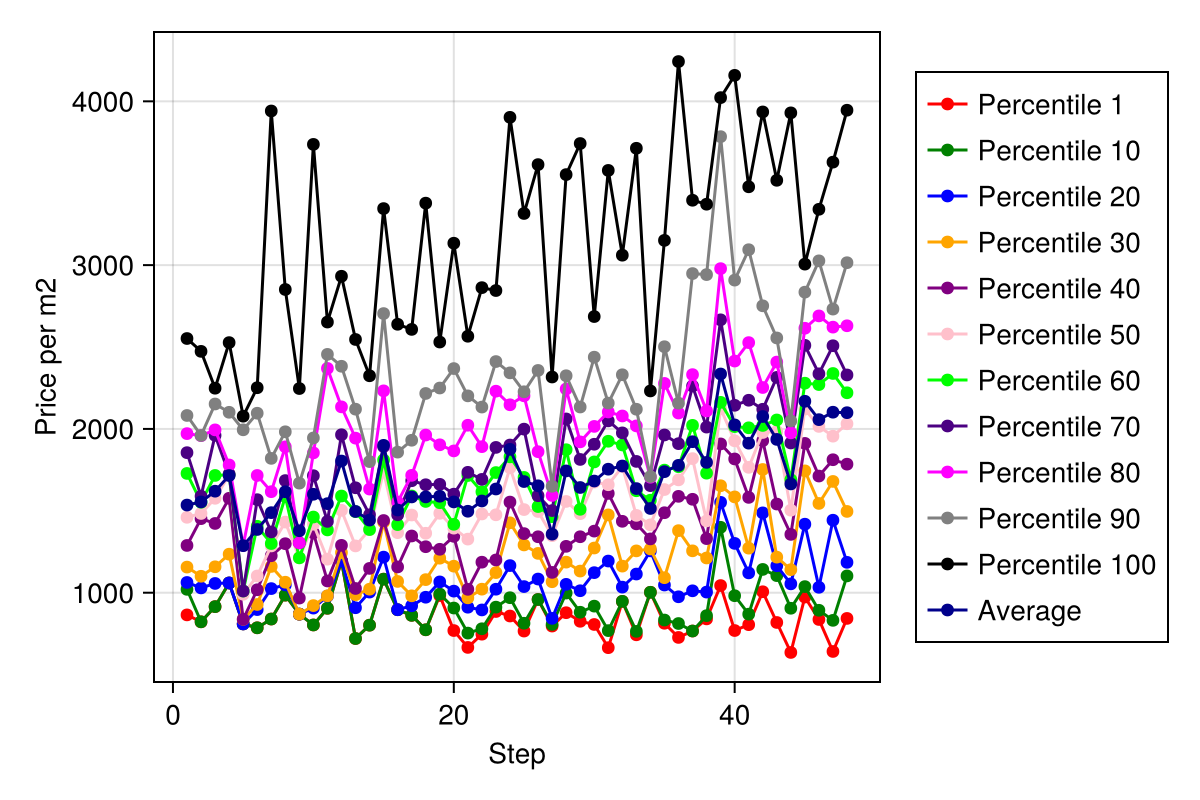 4000
3000
2000
1000
Price per m2
0
20
40
Step
Percentile 1
Percentile 10
Percentile 20
Percentile 30
Percentile 40
Percentile 50
Percentile 60
Percentile 70
Percentile 80
Percentile 90
Percentile 100
Average